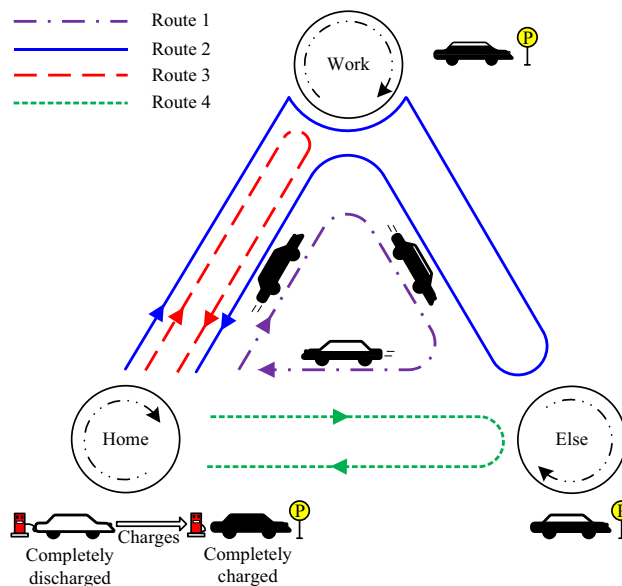 Route 1
Route 2
Route 3
Route 4
Work
P
Home
Else
P
P
Charges
Completely
discharged
Completely
charged